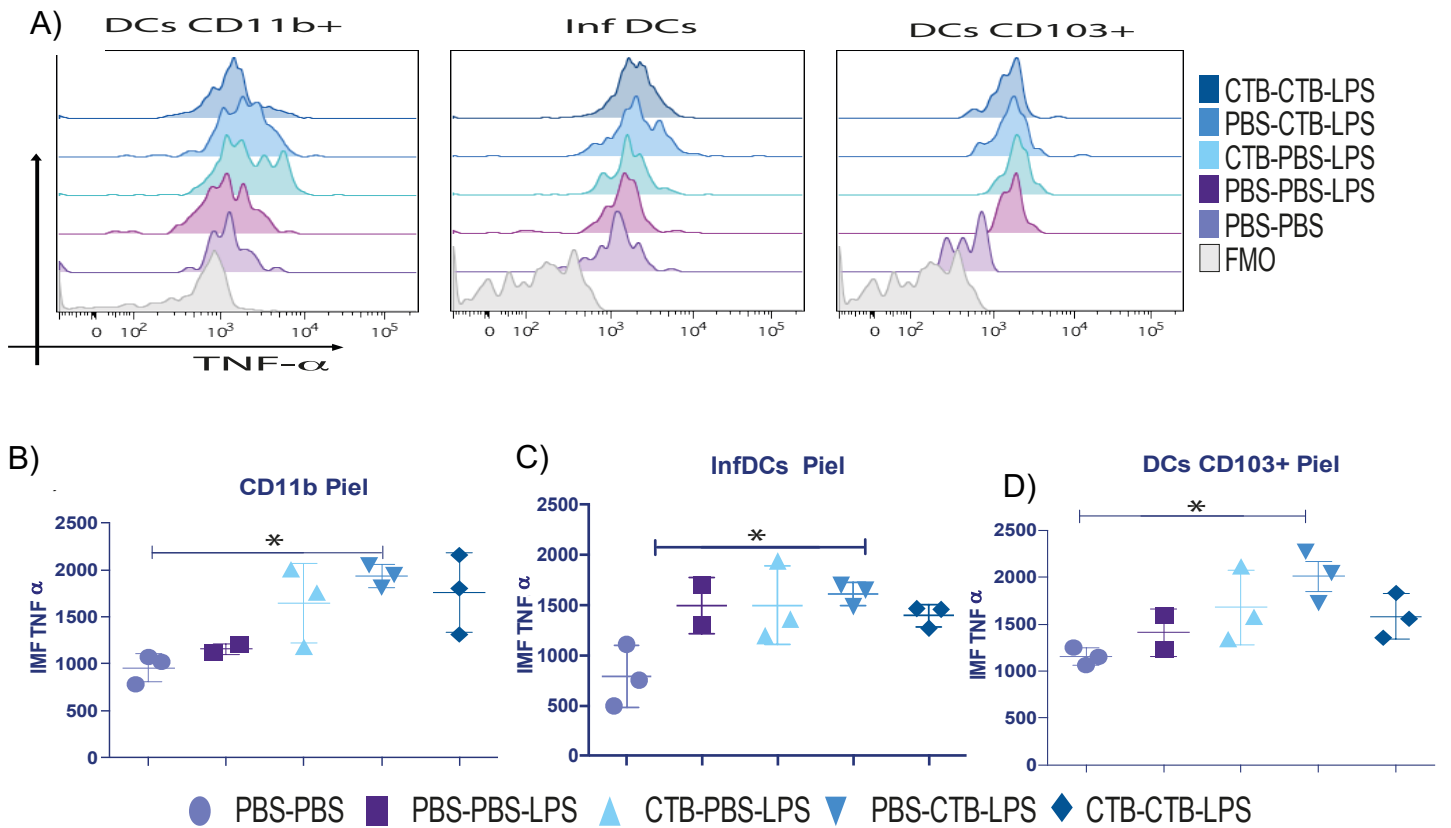 A)
DCs CD11b+
Inf DCs
DCs CD103+
CTB-CTB-LPS
PBS-CTB-LPS
CTB-PBS-LPS
PBS-PBS-LPS
PBS-PBS
FMO
0 10² 10³ 10⁴ 10⁵
0 10² 10³ 10⁴ 10⁵
0 10² 10³ 10⁴ 10⁵
TNF-α
B)
CD11b Piel
IMF TNF α
2500
2000
1500
1000
500
0
*
C)
InfDCs Piel
IMF TNF α
2500
2000
1500
1000
500
0
*
D)
DCs CD103+ Piel
IMF TNF α
2500
2000
1500
1000
500
0
*
PBS-PBS PBS-PBS-LPS CTB-PBS-LPS PBS-CTB-LPS CTB-CTB-LPS